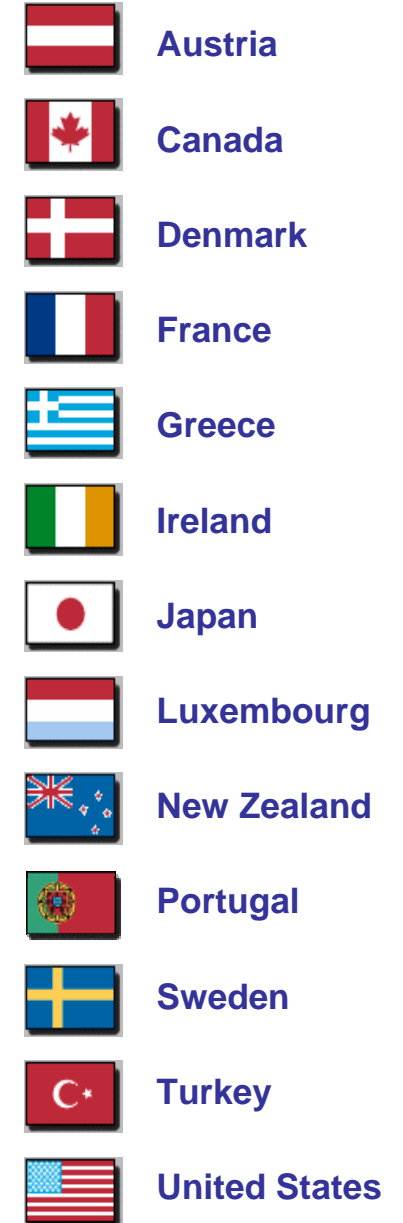 Austria
Canada
Denmark
France
Greece
Ireland
Japan
Luxembourg
New Zealand
Portugal
Sweden
Turkey
United States